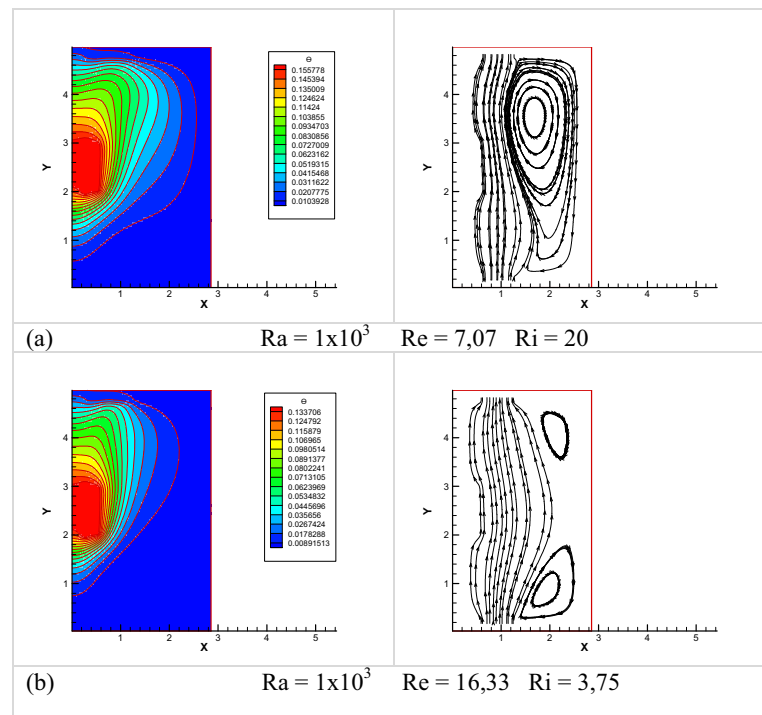 Θ
0.155778
0.145394
0.135009
0.124624
0.11424
0.103855
0.0934703
0.0830856
0.0727009
0.0623162
0.0519315
0.0415468
0.0311622
0.0207775
0.0103928
Y
4
3
2
1
1 2 3 4 5
X
Y
4
3
2
1
1 2 3 4 5
X
(a) Ra = 1x10³ Re = 7,07 Ri = 20
Θ
0.133706
0.124792
0.115879
0.106965
0.0980514
0.0891377
0.0802241
0.0713105
0.0623969
0.0534832
0.0445696
0.035656
0.0267424
0.0178288
0.00891513
Y
4
3
2
1
1 2 3 4 5
X
Y
4
3
2
1
1 2 3 4 5
X
(b) Ra = 1x10³ Re = 16,33 Ri = 3,75